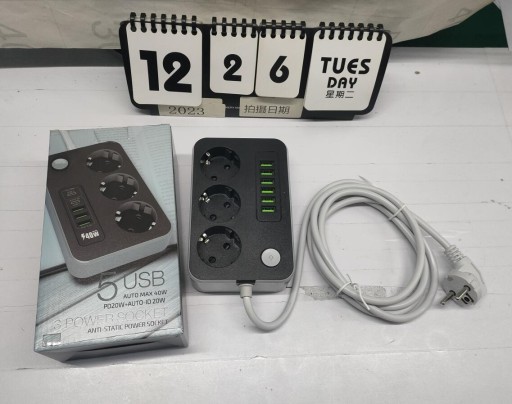 12
2
6
TUES
DAY
星期二
2023
拍摄日期
48W
5 USB
AUTO MAX 40W
PD20W+AUTO-ID 20W
POWER SOCKET
ANTI-STATIC POWER SOCKET